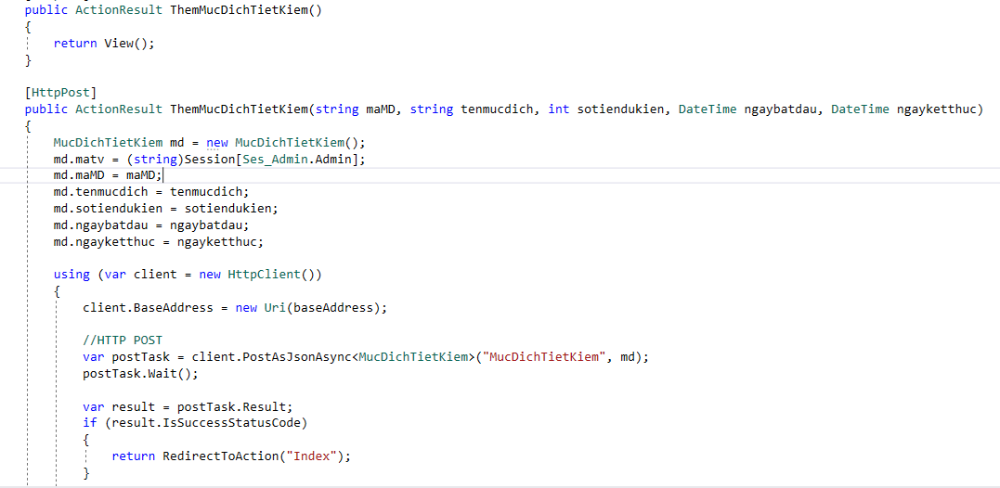 public ActionResult ThemMucDichTietKiem()
{
return View();
}
[HttpPost]
public ActionResult ThemMucDichTietKiem(string maMD, string tenmucdich, int sotiendukien, DateTime ngaybatdau, DateTime ngayketthuc)
{
MucDichTietKiem md = new MucDichTietKiem();
md.matv = (string)Session[Ses_Admin.Admin];
md.maMD = maMD;
md.tenmucdich = tenmucdich;
md.sotiendukien = sotiendukien;
md.ngaybatdau = ngaybatdau;
md.ngayketthuc = ngayketthuc;
using (var client = new HttpClient())
{
client.BaseAddress = new Uri(baseAddress);
//HTTP POST
var postTask = client.PostAsJsonAsync<MucDichTietKiem>("MucDichTietKiem", md);
postTask.Wait();
var result = postTask.Result;
if (result.IsSuccessStatusCode)
{
return RedirectToAction("Index");
}